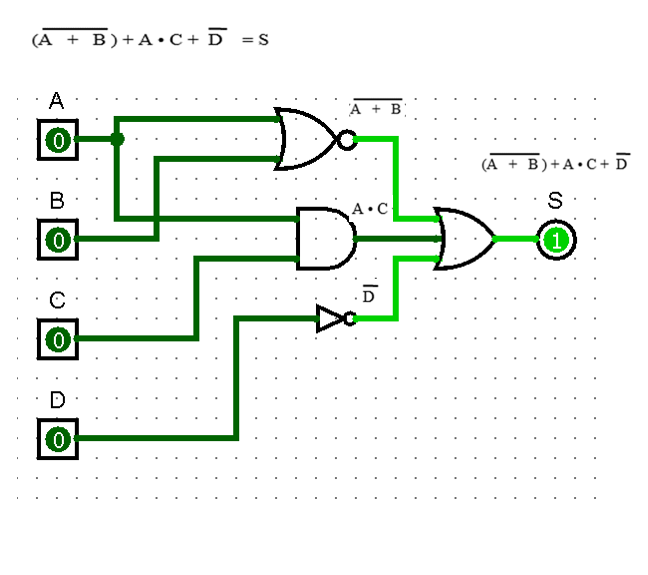 (A̅ ̅+̅ ̅B̅)+A•C+D̅ =S
A
A̅ ̅+̅ ̅B̅
0
(A̅ ̅+̅ ̅B̅)+A•C+D̅
B
A•C
S
0
1
C
D̅
0
D
0